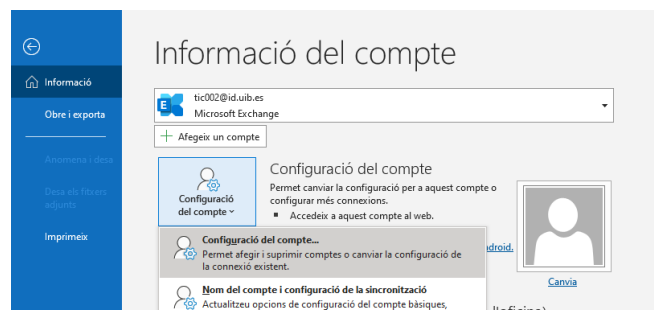 Informació del compte
Informació
Obre i exporta
Anomena i desa
Desa els fitxers
adjunts
Imprimeix
tic002@id.uib.es
Microsoft Exchange
Afegeix un compte
Configuració
del compte
Configuració del compte
Permet canviar la configuració per a aquest compte o
configurar més connexions.
Accedeix a aquest compte al web.
Configuració del compte...
Permet afegir i suprimir comptes o canviar la configuració de
la connexió existent.
Nom del compte i configuració de la sincronització
Actualitzeu opcions de configuració del compte bàsiques,
Canvia